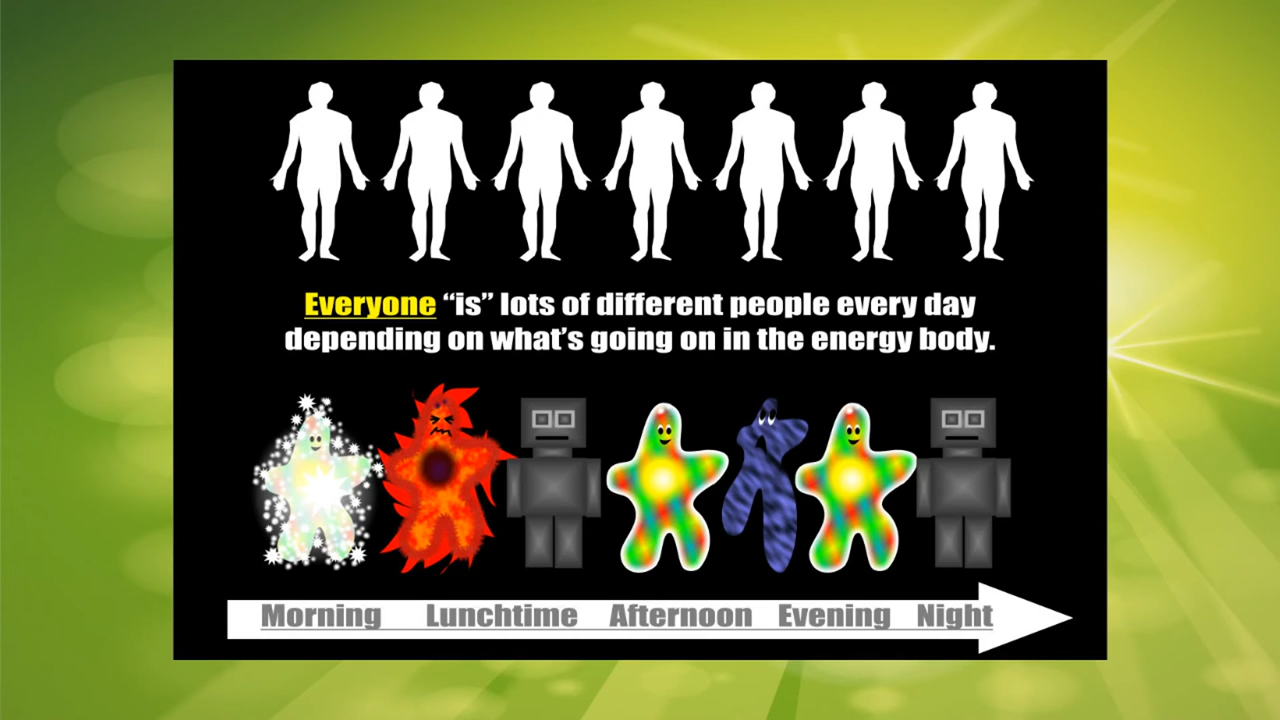 Everyone “is” lots of different people every day
depending on what’s going on in the energy body.
Morning Lunchtime Afternoon Evening Night